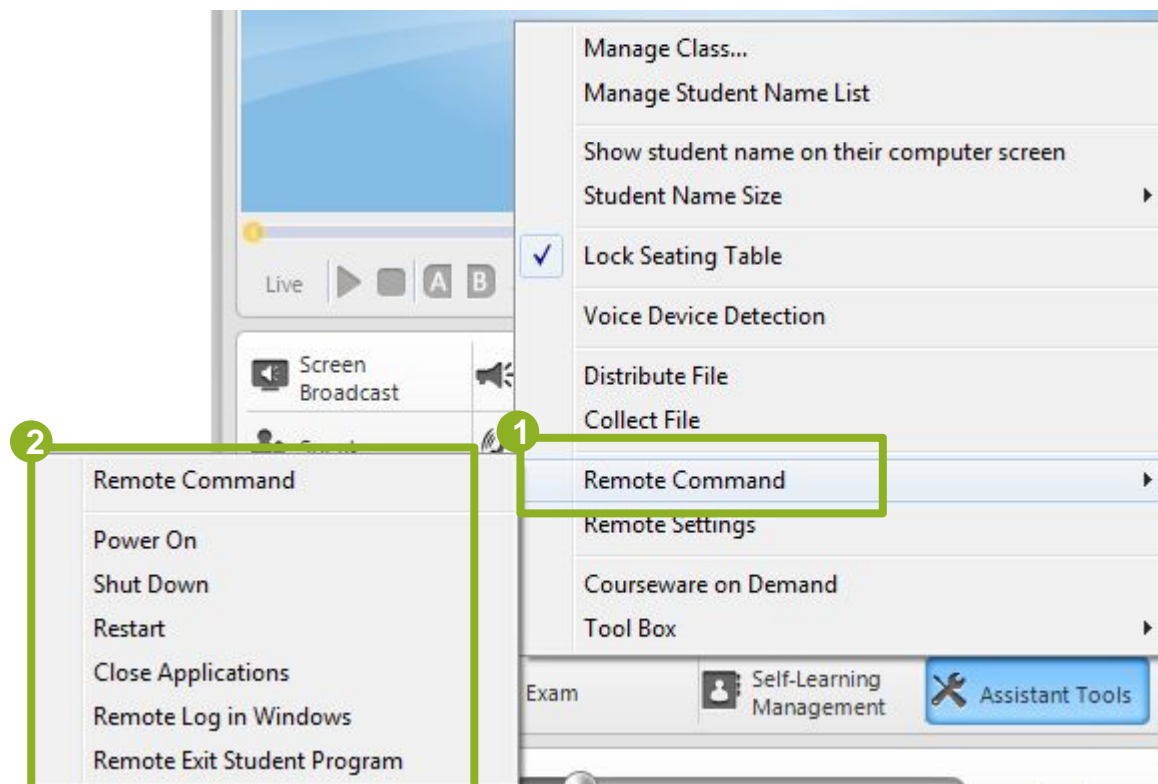 Manage Class...
Manage Student Name List
Show student name on their computer screen
Student Name Size
Lock Seating Table
Live
A B
Voice Device Detection
Screen
Broadcast
Distribute File
Collect File
1
Remote Command
Remote Settings
Courseware on Demand
Tool Box
2
Remote Command
Power On
Shut Down
Restart
Close Applications
Remote Log in Windows
Remote Exit Student Program
Exam
Self-Learning
Management
Assistant Tools